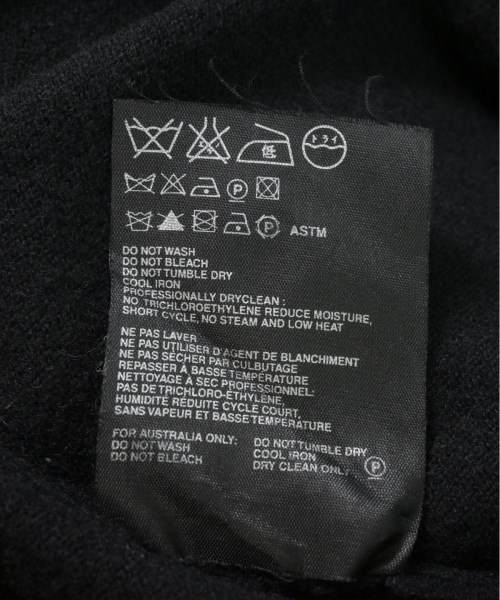 低 ドライ
P
P ASTM
DO NOT WASH
DO NOT BLEACH
DO NOT TUMBLE DRY
COOL IRON
PROFESSIONALLY DRYCLEAN :
NO TRICHLOROETHYLENE REDUCE MOISTURE,
SHORT CYCLE, NO STEAM AND LOW HEAT
NE PAS LAVER
NE PAS UTILISER D'AGENT DE BLANCHIMENT
NE PAS SÉCHER PAR CULBUTAGE
REPASSER À BASSE TEMPÉRATURE
NETTOYAGE À SEC PROFESSIONNEL:
PAS DE TRICHLORO-ÉTHYLÈNE,
HUMIDITÉ RÉDUITE CYCLE COURT,
SANS VAPEUR ET BASSE TEMPÉRATURE
FOR AUSTRALIA ONLY: DO NOT TUMBLE DRY
DO NOT WASH COOL IRON
DO NOT BLEACH DRY CLEAN ONLY P